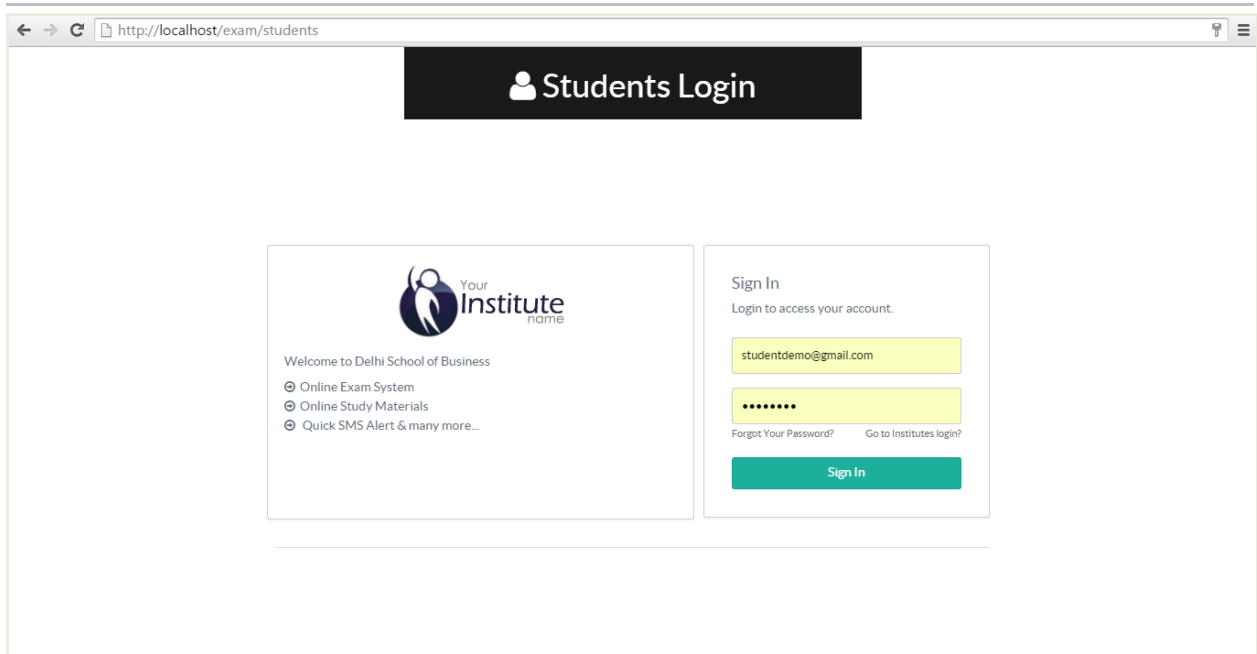 http://localhost/exam/students
Students Login
Your
Institute
name
Welcome to Delhi School of Business
Online Exam System
Online Study Materials
Quick SMS Alert & many more...
Sign In
Login to access your account.
studentdemo@gmail.com
••••••••
Forgot Your Password? Go to Institutes login?
Sign In